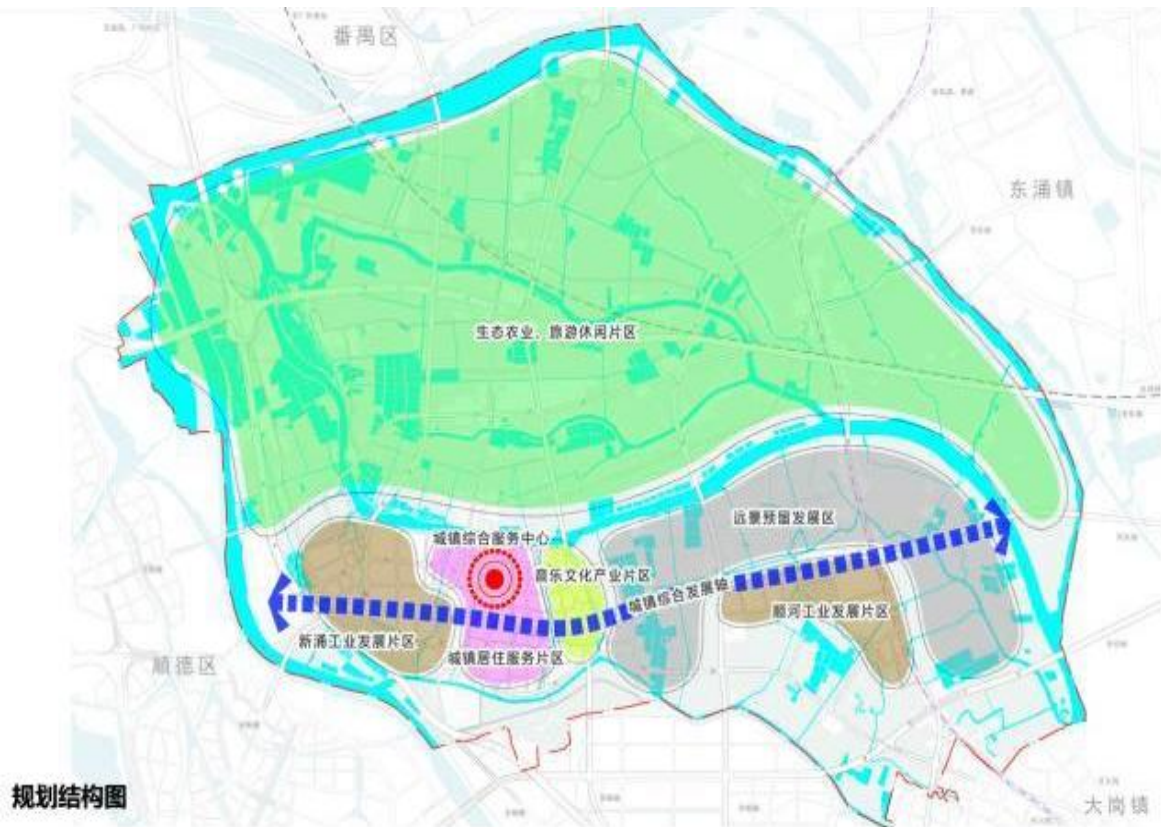 番禺区
东涌镇
生态农业、旅游休闲片区
远景预留发展区
城镇综合服务中心
音乐文化产业片区
城镇综合发展轴
顺河工业发展片区
新涌工业发展片区
城镇居住服务片区
顺德区
规划结构图
大岗镇